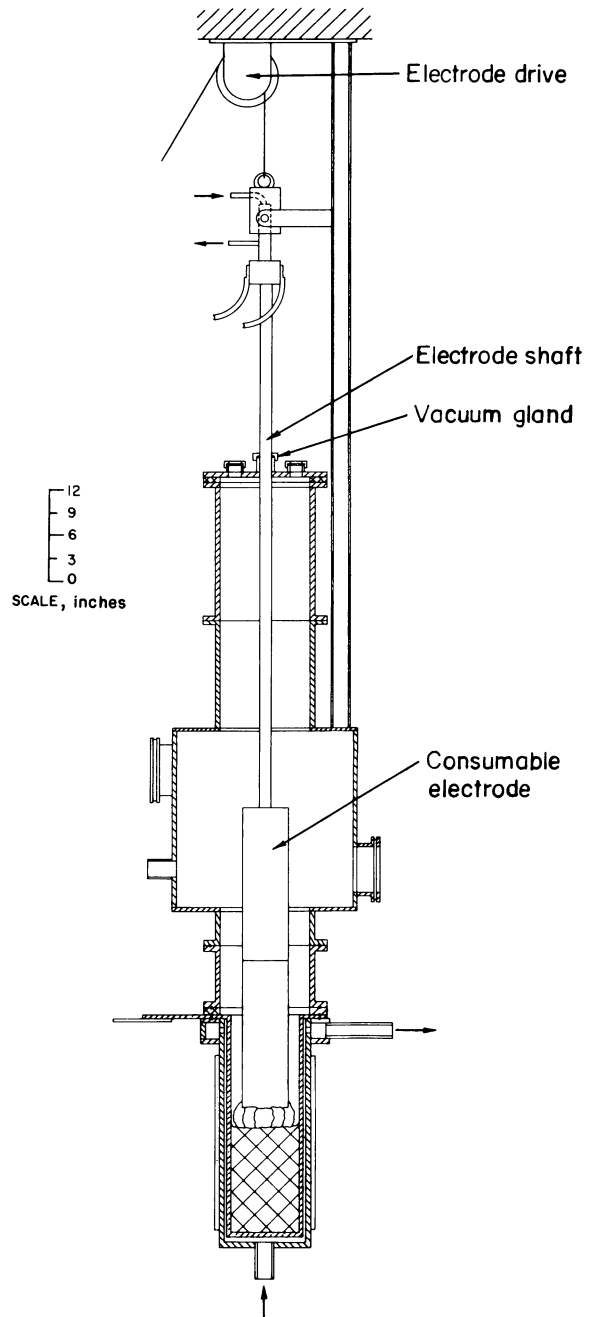 Electrode drive
Electrode shaft
Vacuum gland
12
9
6
3
0
SCALE, inches
Consumable
electrode